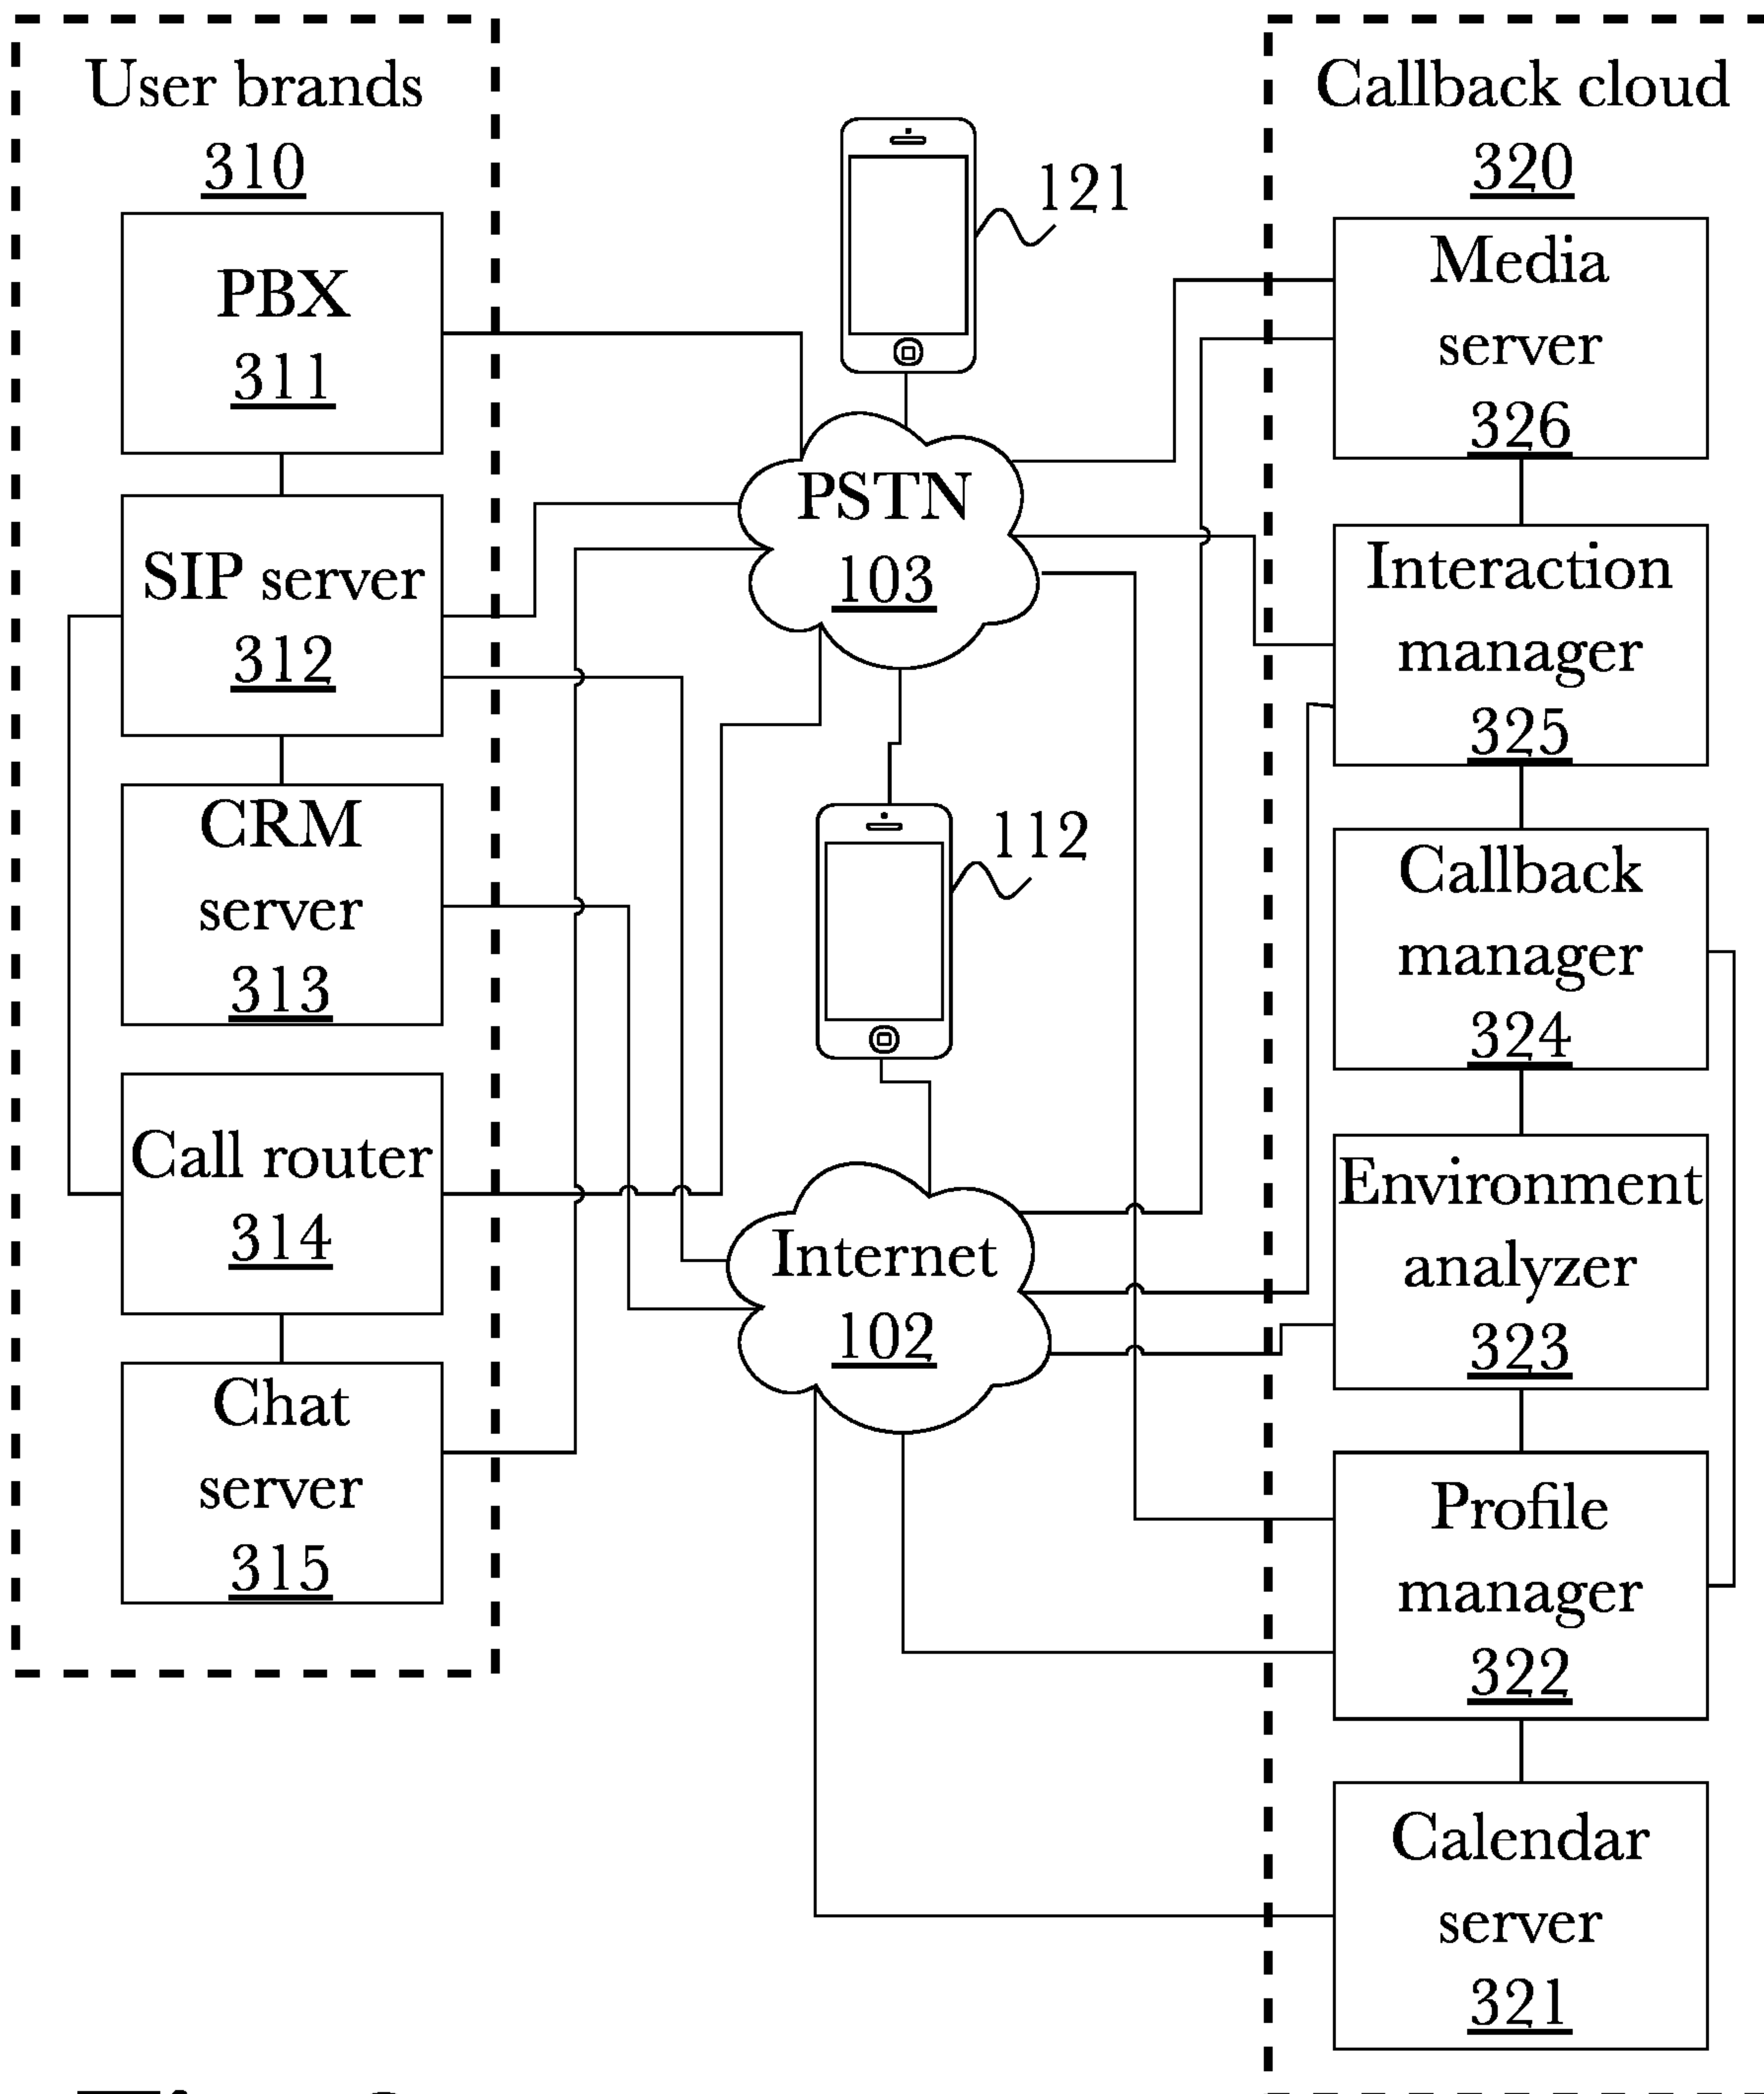 User brands
310
PBX
311
SIP server
312
CRM
server
313
Call router
314
Chat
server
315
121
PSTN
103
112
Internet
102
Callback cloud
320
Media
server
326
Interaction
manager
325
Callback
manager
324
Environment
analyzer
323
Profile
manager
322
Calendar
server
321